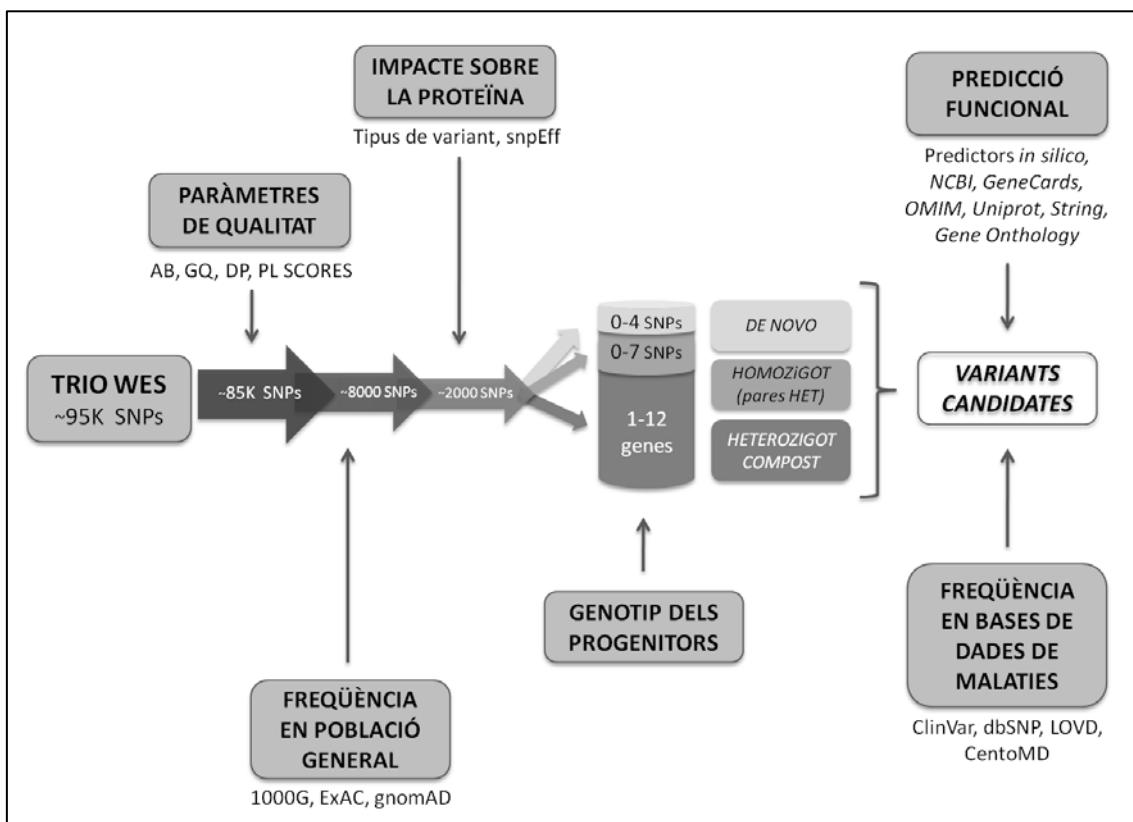 IMPACTE SOBRE
LA PROTEÏNA
Tipus de variant, snpEff
PREDICCIÓ
FUNCIONAL
Predictors in silico,
NCBI, GeneCards,
OMIM, Uniprot, String,
Gene Onthology
PARÀMETRES
DE QUALITAT
AB, GQ, DP, PL SCORES
TRIO WES
~95K SNPs
~85K SNPs
~8000 SNPs
~2000 SNPs
0-4 SNPs
0-7 SNPs
1-12
genes
DE NOVO
HOMOZiGOT
(pares HET)
HETEROZIGOT
COMPOST
VARIANTS
CANDIDATES
GENOTIP DELS
PROGENITORS
FREQÜÈNCIA
EN POBLACIÓ
GENERAL
1000G, ExAC, gnomAD
FREQÜÈNCIA
EN BASES DE
DADES DE
MALATIES
ClinVar, dbSNP, LOVD,
CentoMD